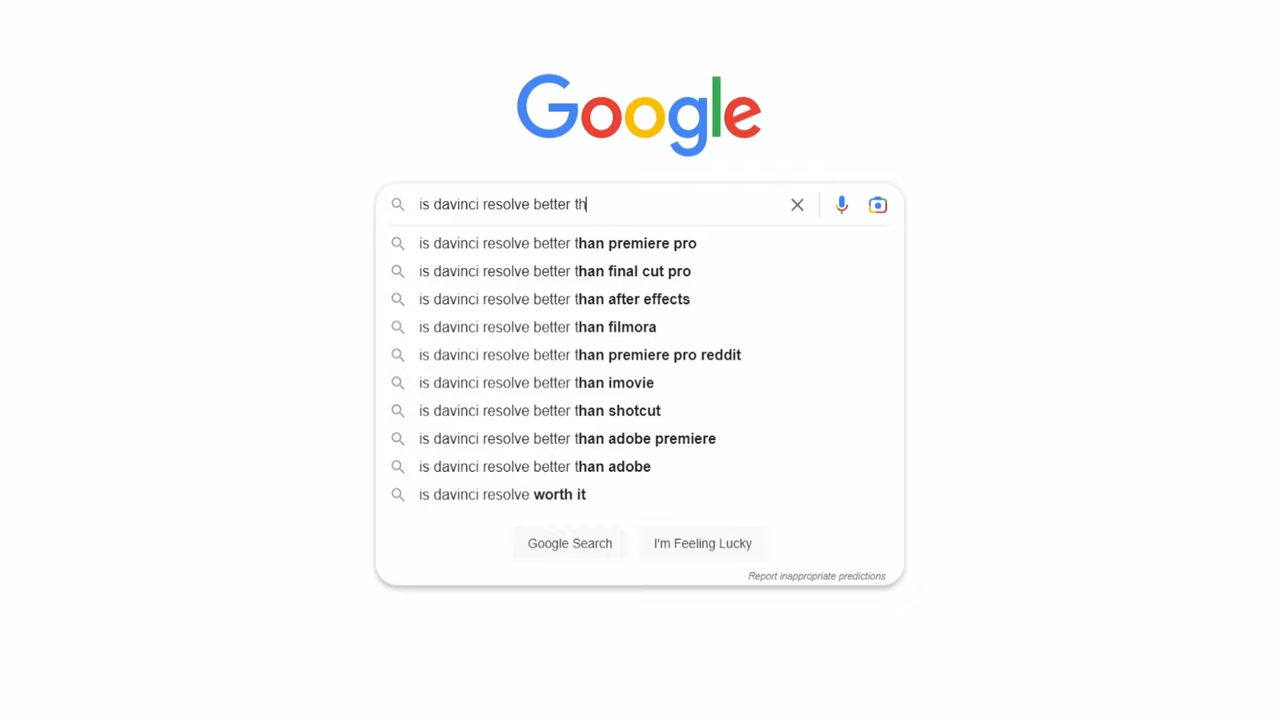 Google
is davinci resolve better th
is davinci resolve better than premiere pro
is davinci resolve better than final cut pro
is davinci resolve better than after effects
is davinci resolve better than filmora
is davinci resolve better than premiere pro reddit
is davinci resolve better than imovie
is davinci resolve better than shotcut
is davinci resolve better than adobe premiere
is davinci resolve better than adobe
is davinci resolve worth it
Google Search I'm Feeling Lucky
Report inappropriate predictions